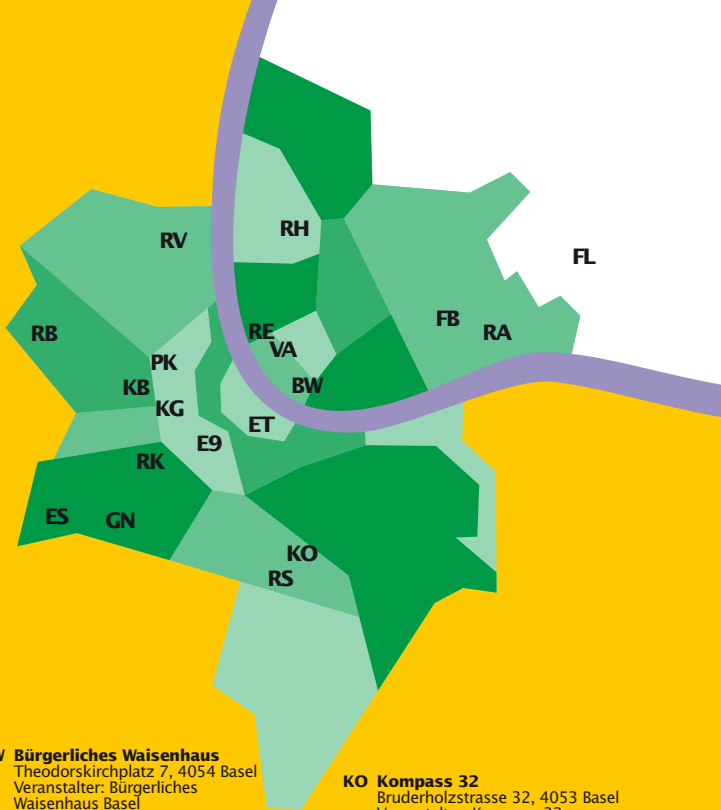 RH
RV
FL
FB
RE
RA
RB
VA
PK
KB
BW
KG
ET
E9
RK
ES
GN
KO
RS
Bürgerliches Waisenhaus
Theodorskirchplatz 7, 4054 Basel
Veranstalter: Bürgerliches
Waisenhaus Basel
KO Kompass 32
Bruderholzstrasse 32, 4053 Basel